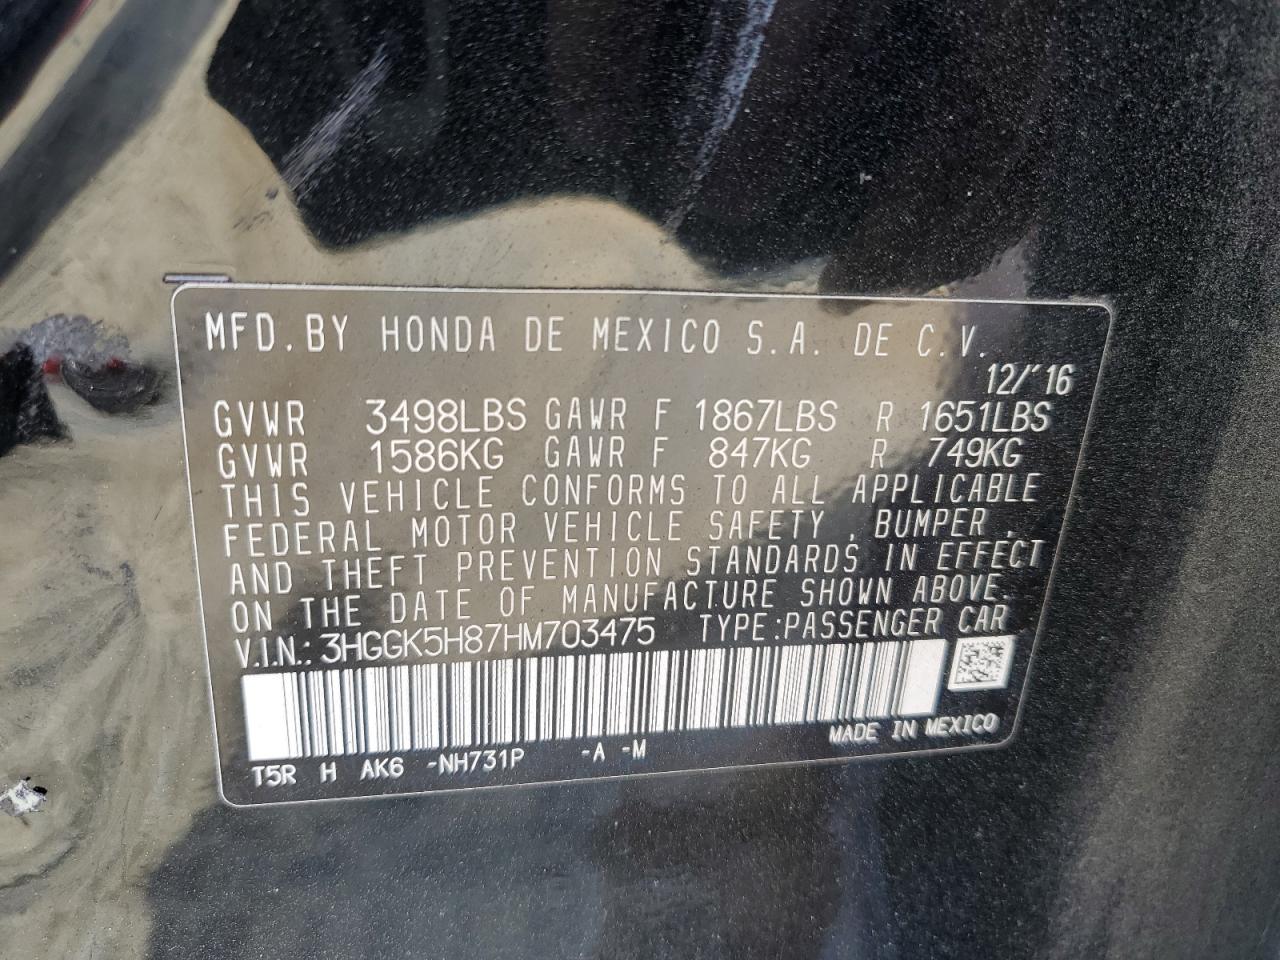 MFD. BY HONDA DE MEXICO S.A. DE C.V.
12/'16
GVWR 3498LBS GAWR F 1867LBS R 1651LBS
GVWR 1586KG GAWR F 847KG R 749KG
THIS VEHICLE CONFORMS TO ALL APPLICABLE
FEDERAL MOTOR VEHICLE SAFETY , BUMPER ,
AND THEFT PREVENTION STANDARDS IN EFFECT
ON THE DATE OF MANUFACTURE SHOWN ABOVE.
V.I.N.: 3HGGK5H87HM703475 TYPE:PASSENGER CAR
MADE IN MEXICO
T5R H AK6 -NH731P -A -M